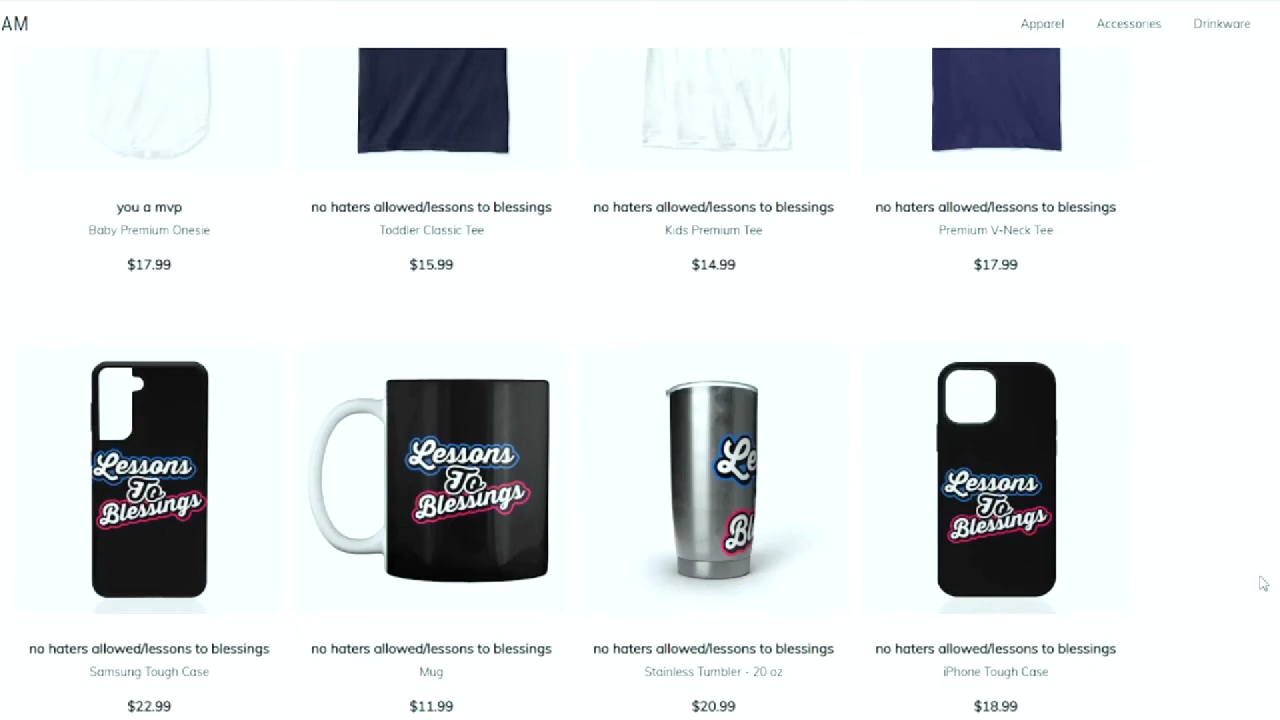 AM
Apparel Accessories Drinkware
you a mvp
Baby Premium Onesie
$17.99
no haters allowed/lessons to blessings
Toddler Classic Tee
$15.99
no haters allowed/lessons to blessings
Kids Premium Tee
$14.99
no haters allowed/lessons to blessings
Premium V-Neck Tee
$17.99
Lessons
To
Blessings
no haters allowed/lessons to blessings
Samsung Tough Case
$22.99
Lessons
To
Blessings
no haters allowed/lessons to blessings
Mug
$11.99
Le
Bl
no haters allowed/lessons to blessings
Stainless Tumbler - 20 oz
$20.99
Lessons
To
Blessings
no haters allowed/lessons to blessings
iPhone Tough Case
$18.99